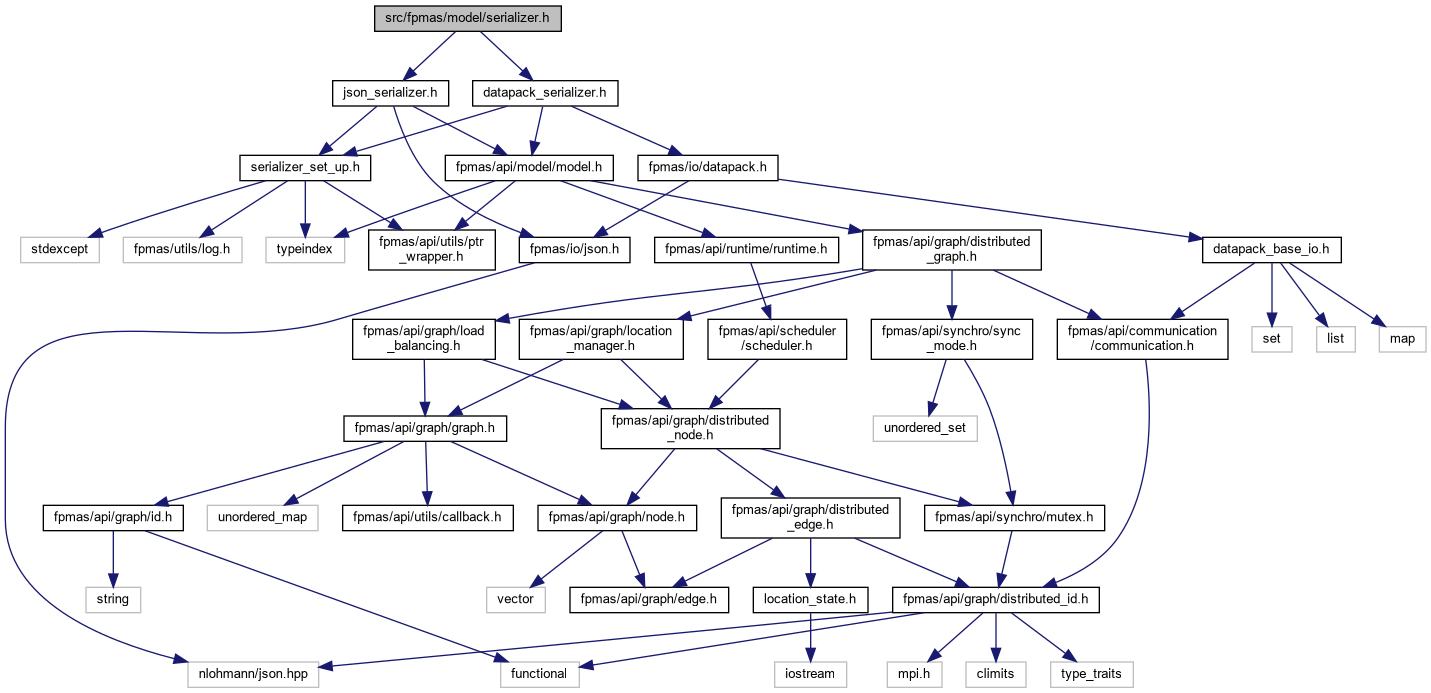 src/fpmas/model/serializer.h
json_serializer.h
datapack_serializer.h
serializer_set_up.h
fpmas/api/model/model.h
fpmas/io/datapack.h
stdexcept
fpmas/utils/log.h
typeindex
fpmas/api/utils/ptr
_wrapper.h
fpmas/io/json.h
fpmas/api/runtime/runtime.h
fpmas/api/graph/distributed
_graph.h
datapack_base_io.h
fpmas/api/graph/load
_balancing.h
fpmas/api/graph/location
_manager.h
fpmas/api/scheduler
/scheduler.h
fpmas/api/synchro/sync
_mode.h
fpmas/api/communication
/communication.h
set
list
map
fpmas/api/graph/graph.h
fpmas/api/graph/distributed
_node.h
unordered_set
fpmas/api/graph/id.h
unordered_map
fpmas/api/utils/callback.h
fpmas/api/graph/node.h
fpmas/api/graph/distributed
_edge.h
fpmas/api/synchro/mutex.h
string
vector
fpmas/api/graph/edge.h
location_state.h
fpmas/api/graph/distributed_id.h
nlohmann/json.hpp
functional
iostream
mpi.h
climits
type_traits